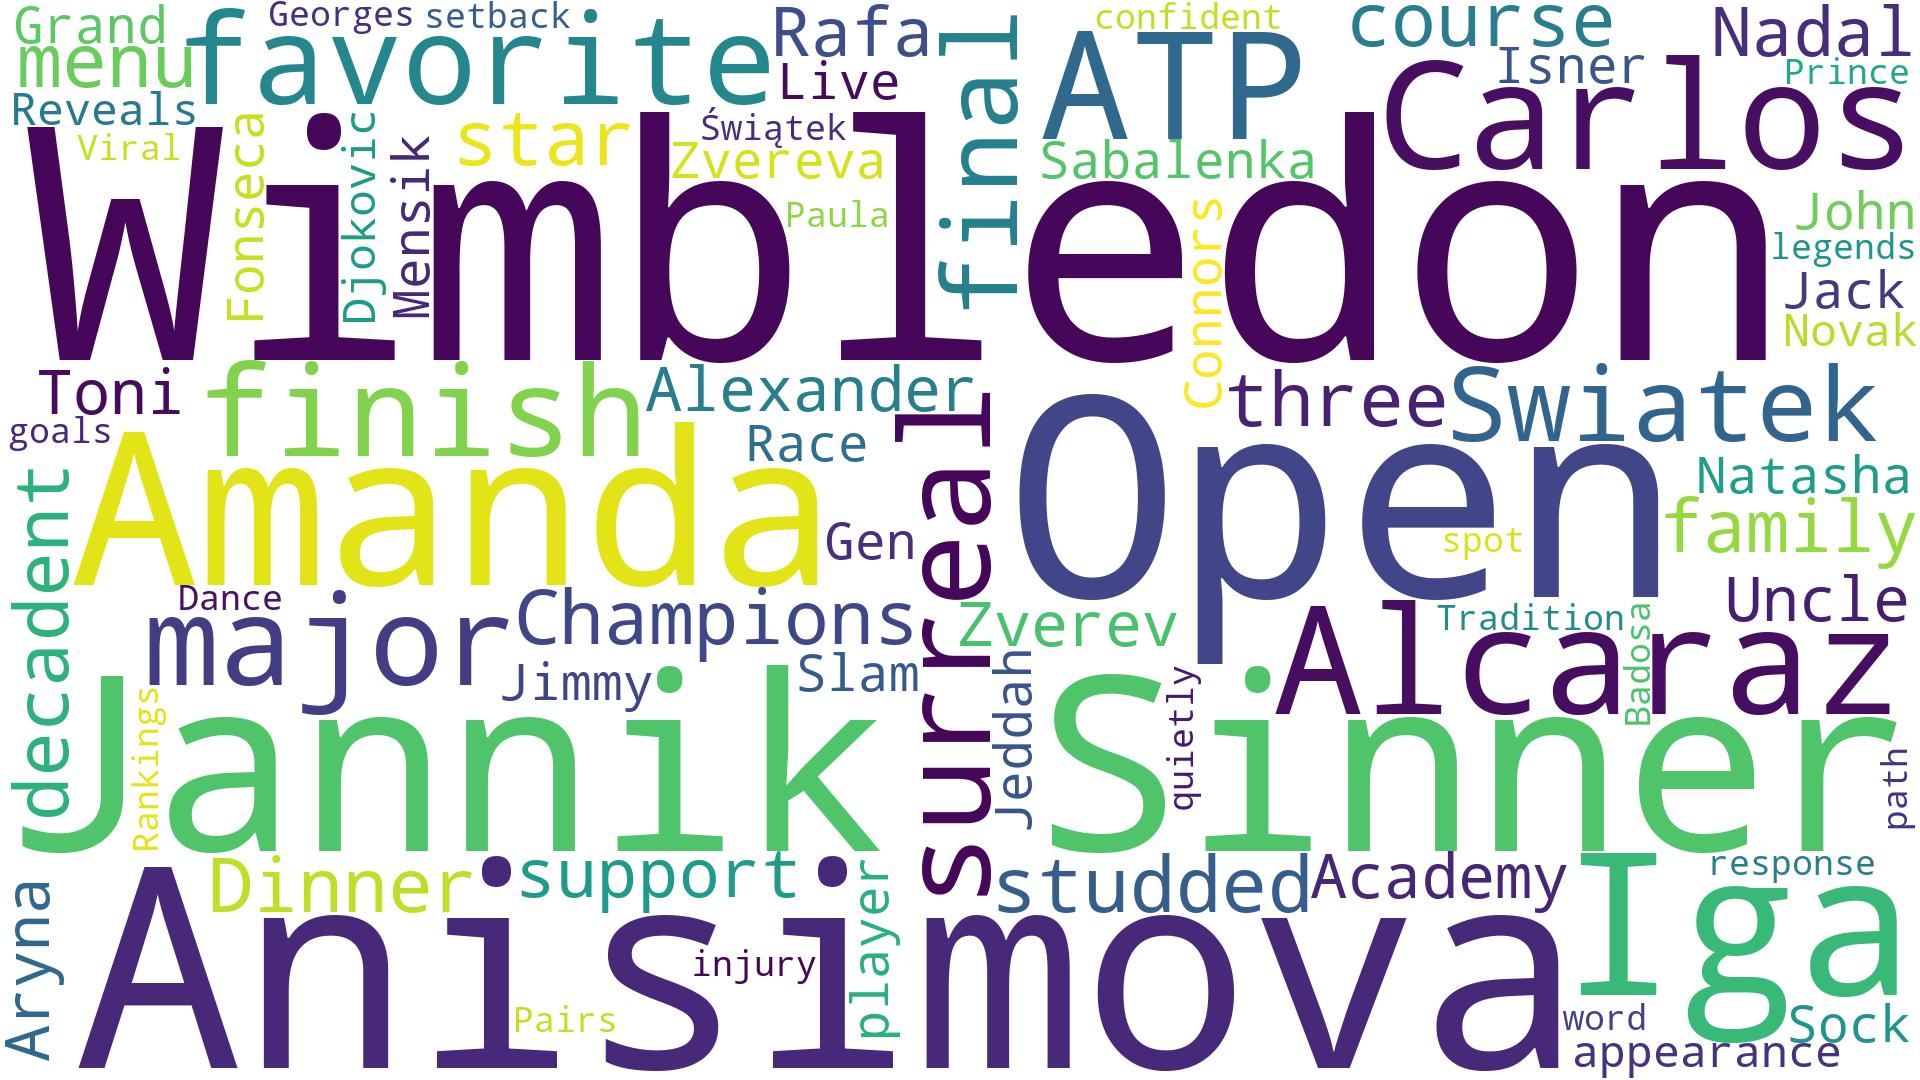 Grand
Georges
setback
Rafa
final
confident
course
Nadal
menu
favorite
Live
ATP
Isner
Prince
Reveals
Carlos
Viral
Fonseca
Djokovic
Mensik
star
Świątek
Zvereva
Sabalenka
Paula
Wimbledon
Connors
John
legends
Jack
Novak
Toni
finish
Alexander
surreal
three
Swiatek
goals
Amanda
Race
Open
Natasha
decadent
Gen
spot
family
Dance
major
Champions
Zverev
Alcaraz
Tradition
Badosa
Uncle
Jimmy
Slam
Jeddah
quietly
Rankings
Jannik
Sinner
path
Aryna
Dinner
support
player
studded
Academy
Iga
response
Anisimova
injury
Pairs
word
Sock
appearance